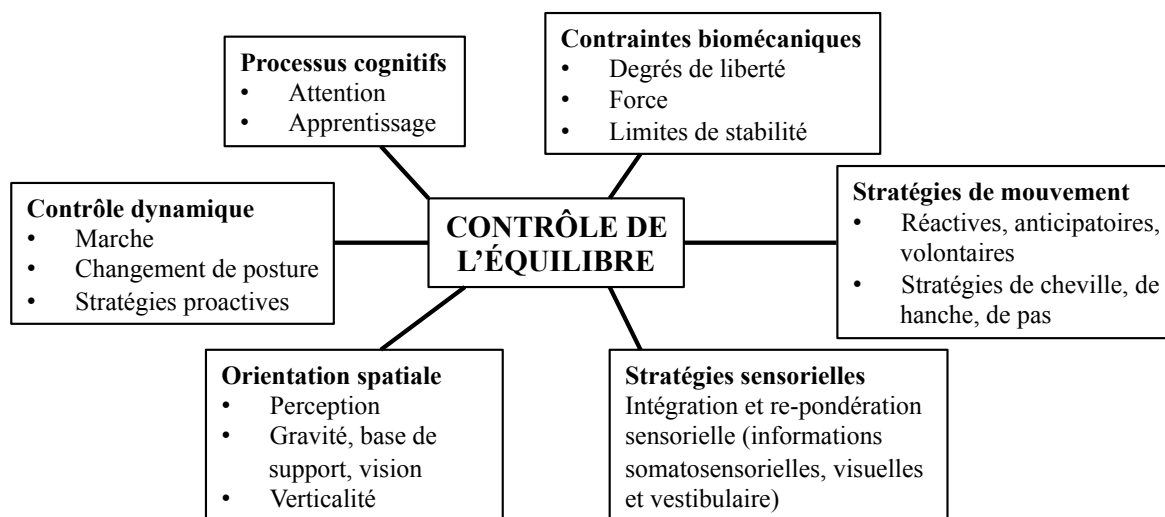 Processus cognitifs
• Attention
• Apprentissage
Contraintes biomécaniques
• Degrés de liberté
• Force
• Limites de stabilité
Contrôle dynamique
• Marche
• Changement de posture
• Stratégies proactives
CONTRÔLE DE
L'ÉQUILIBRE
Stratégies de mouvement
• Réactives, anticipatoires,
volontaires
• Stratégies de cheville, de
hanche, de pas
Orientation spatiale
• Perception
• Gravité, base de
support, vision
• Verticalité
Stratégies sensorielles
Intégration et re-pondération
sensorielle (informations
somatosensorielles, visuelles
et vestibulaire)